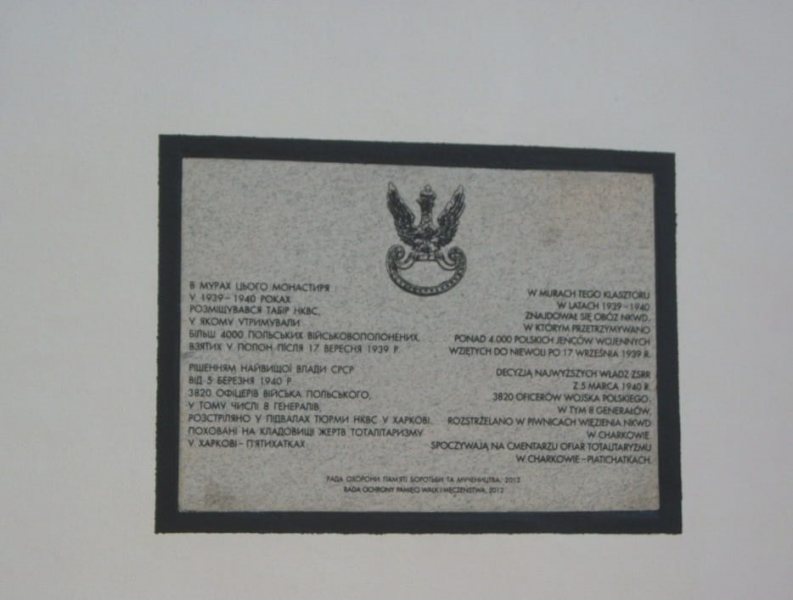 В МУРАХ ЦЬОГО МОНАСТИРЯ
У 1939–1940 РОКАХ
РОЗМІЩУВАВСЯ ТАБІР НКВС,
У ЯКОМУ УТРИМУВАЛИ
БІЛЬШ 4000 ПОЛЬСЬКИХ ВІЙСЬКОВОПОЛОНЕНИХ,
ВЗЯТИХ У ПОЛОН ПІСЛЯ 17 ВЕРЕСНЯ 1939 Р.
РІШЕННЯМ НАЙВИЩОЇ ВЛАДИ СРСР
ВІД 5 БЕРЕЗНЯ 1940 Р.
3820 ОФІЦЕРІВ ВІЙСЬКА ПОЛЬСЬКОГО,
У ТОМУ ЧИСЛІ 8 ГЕНЕРАЛІВ,
РОЗСТРІЛЯНО У ПІДВАЛАХ ТЮРМИ НКВС У ХАРКОВІ.
ПОХОВАНІ НА КЛАДОВИЩІ ЖЕРТВ ТОТАЛІТАРИЗМУ
У ХАРКОВІ – П'ЯТИХАТКАХ
W MURACH TEGO KLASZTORU
W LATACH 1939–1940
ZNAJDOWAŁ SIĘ OBÓZ NKWD,
W KTÓRYM PRZETRZYMYWANO
PONAD 4.000 POLSKICH JEŃCÓW WOJENNYCH
WZIĘTYCH DO NIEWOLI PO 17 WRZEŚNIA 1939 R.
DECYZJĄ NAJWYŻSZYCH WŁADZ ZSRR
Z 5 MARCA 1940 R.
3820 OFICERÓW WOJSKA POLSKIEGO,
W TYM 8 GENERAŁÓW,
ROZSTRZELANO W PIWNICACH WIĘZIENIA NKWD
W CHARKOWIE.
SPOCZYWAJĄ NA CMENTARZU OFIAR TOTALITARYZMU
W CHARKOWIE – PIATICHATKACH
РАДА ОХОРОНИ ПАМ'ЯТІ БОРОТЬБИ ТА МУЧЕНИЦТВА, 2012
RADA OCHRONY PAMIĘCI WALK I MĘCZEŃSTWA, 2012